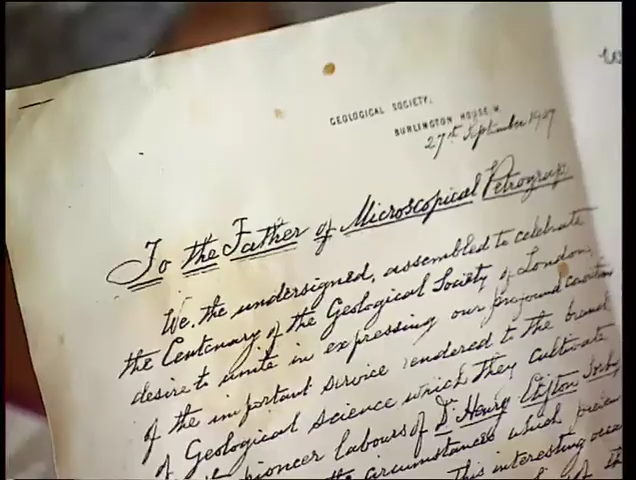 GEOLOGICAL SOCIETY,
BURLINGTON HOUSE. W.
27th September 1907
To the Father of Microscopical Petrograp
We, the undersigned, assembled to celebrate
the Centenary of the Geological Society of London,
desire to unite in expressing our profound
of the important service rendered to the branch
of Geological science which they cultivate
pioneer labours of Dr Henry Clifton Sorby
the circumstances which
This interesting